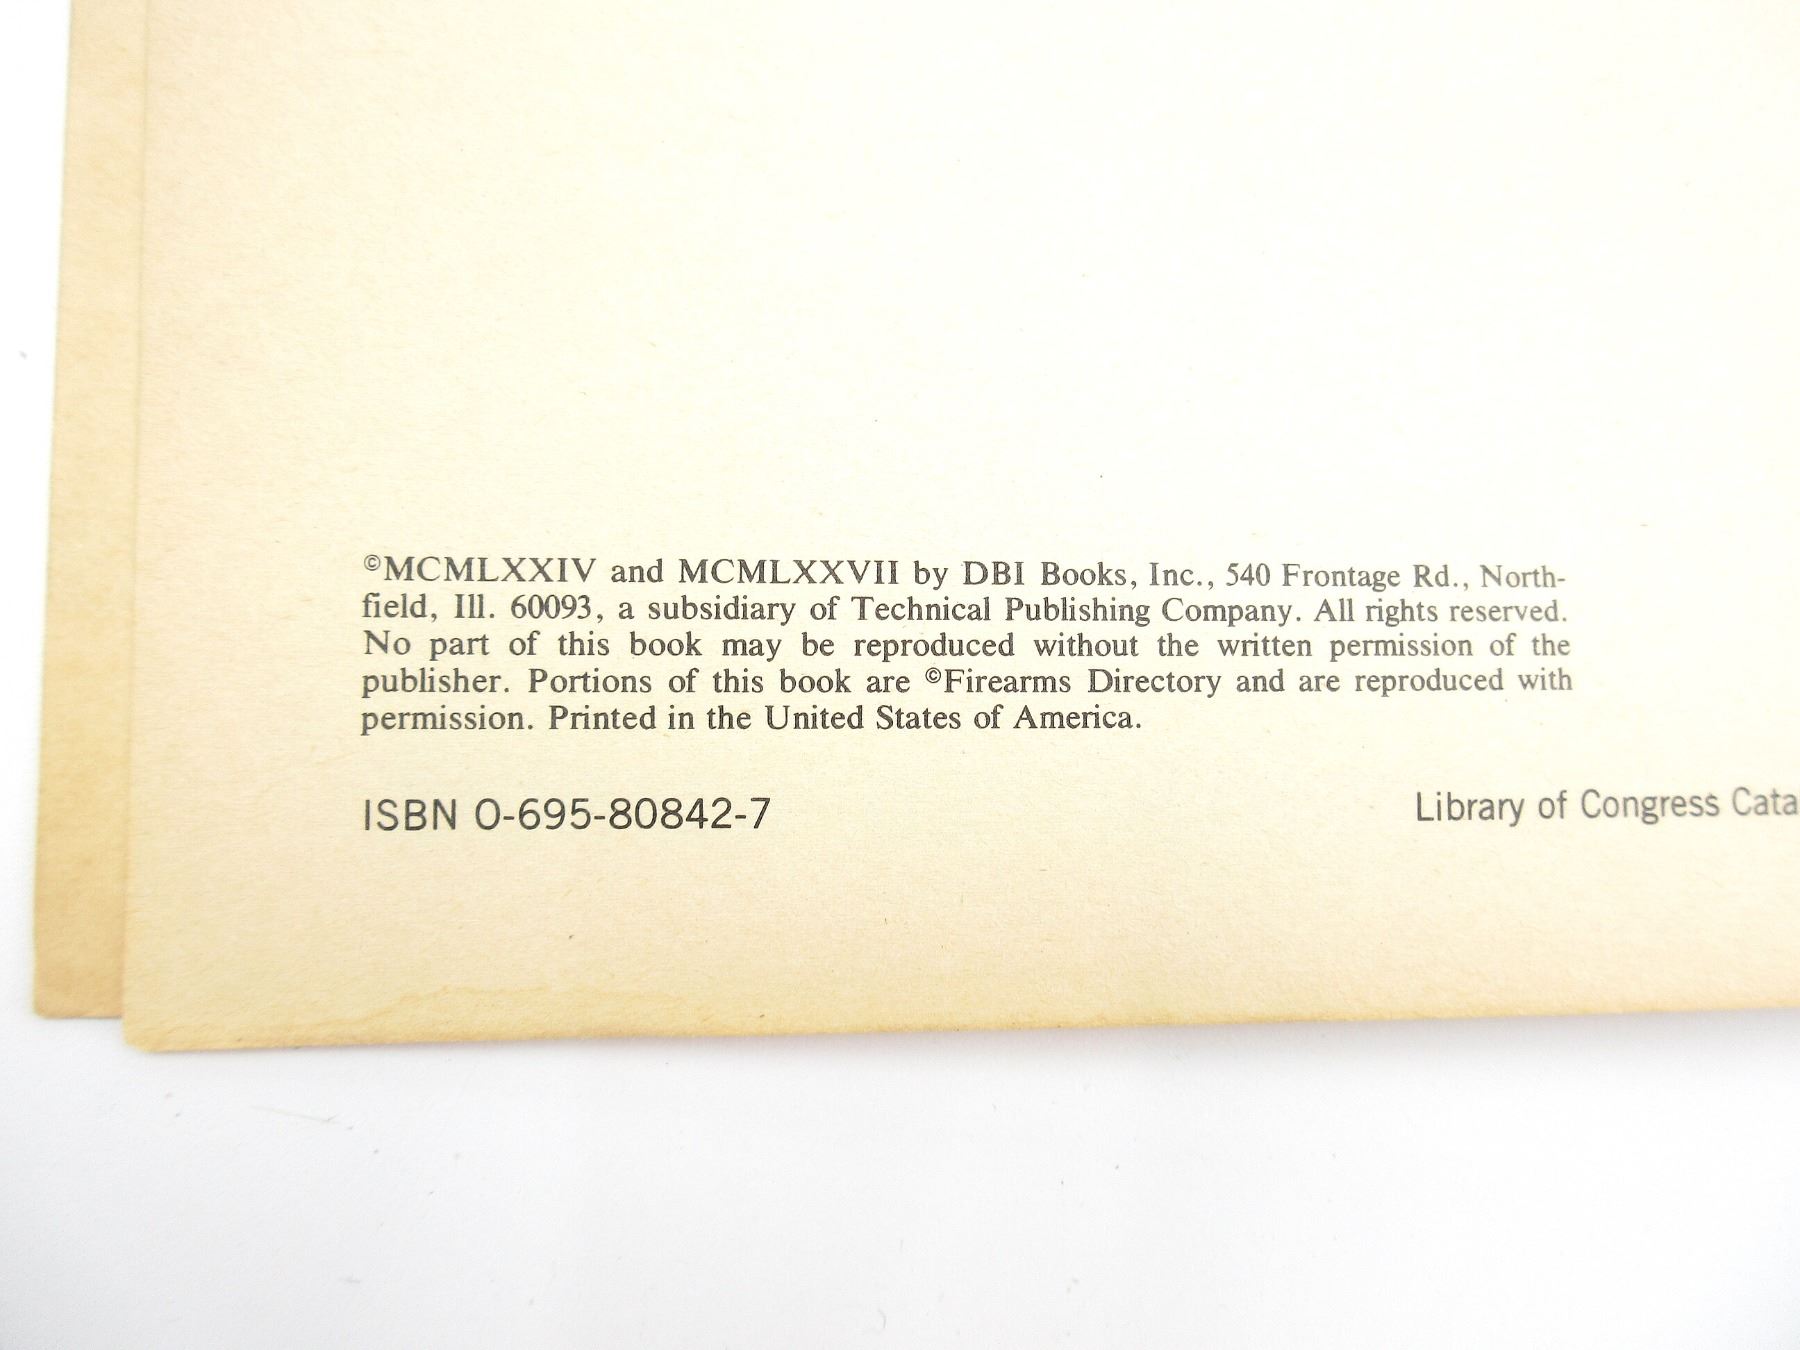 ©MCMLXXIV and MCMLXXVII by DBI Books, Inc., 540 Frontage Rd., North-
field, Ill. 60093, a subsidiary of Technical Publishing Company. All rights reserved.
No part of this book may be reproduced without the written permission of the
publisher. Portions of this book are ©Firearms Directory and are reproduced with
permission. Printed in the United States of America.
ISBN 0-695-80842-7
Library of Congress Cata